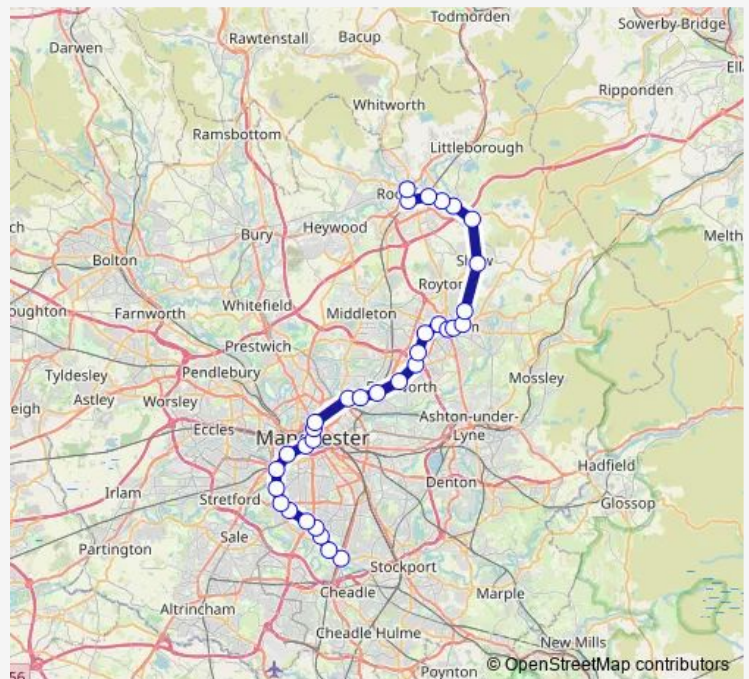 Todmorden
Sowerby Bridge
Darwen
Rawtenstall
Bacup
Ripponden
Whitworth
Ramsbottom
Littleborough
Heywood
Bury
Bolton
Royton
Whitefield
Middleton
Farnworth
Prestwich
Pendlebury
Tyldesley
Mossley
Astley
Worsley
Ashton-under-
Lyne
Eccles
Manchester
Hadfield
Denton
Irlam
Stretford
Glossop
Sale
Partington
Stockport
Cheadle
Marple
Altrincham
Cheadle Hulme
New Mills
Poynton
© OpenStreetMap contributors